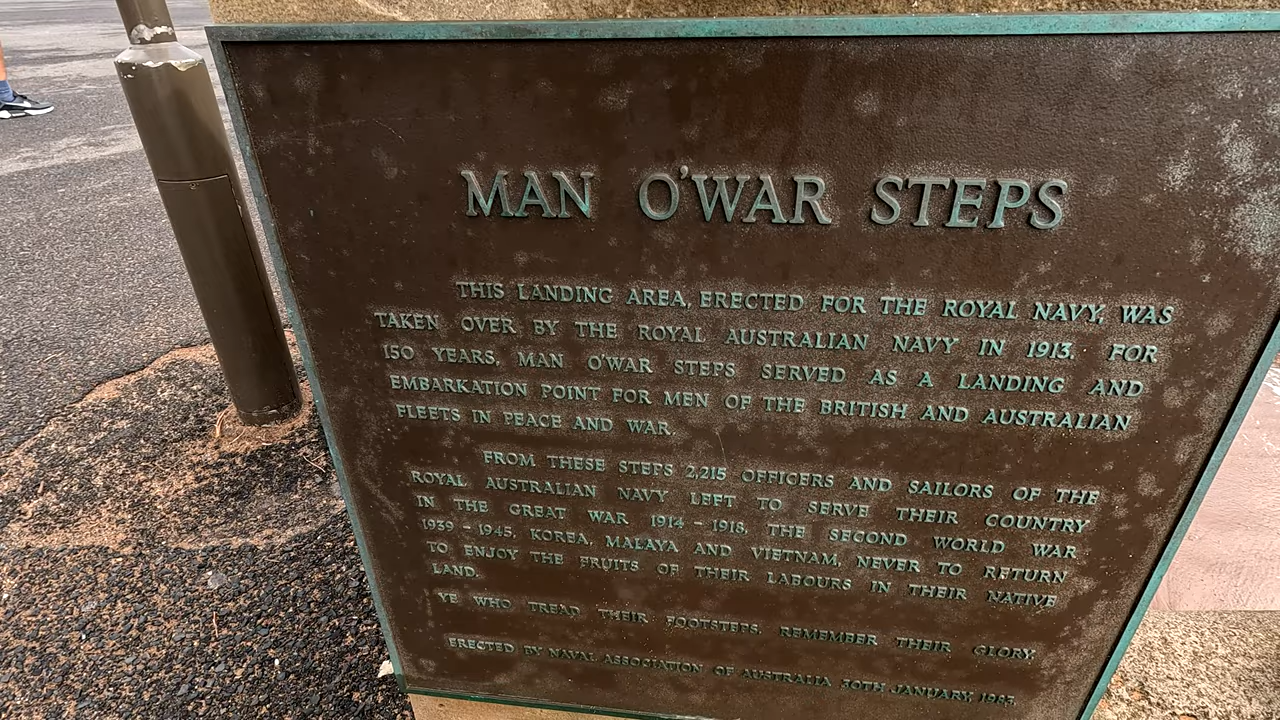 MAN O'WAR STEPS
THIS LANDING AREA, ERECTED FOR THE ROYAL NAVY, WAS
TAKEN OVER BY THE ROYAL AUSTRALIAN NAVY IN 1913. FOR
150 YEARS, MAN O'WAR STEPS SERVED AS A LANDING AND
EMBARKATION POINT FOR MEN OF THE BRITISH AND AUSTRALIAN
FLEETS IN PEACE AND WAR.
FROM THESE STEPS 2,215 OFFICERS AND SAILORS OF THE
ROYAL AUSTRALIAN NAVY LEFT TO SERVE THEIR COUNTRY
IN THE GREAT WAR 1914 - 1918, THE SECOND WORLD WAR
1939 - 1945, KOREA, MALAYA AND VIETNAM, NEVER TO RETURN
TO ENJOY THE FRUITS OF THEIR LABOURS IN THEIR NATIVE
LAND.
YE WHO TREAD THEIR FOOTSTEPS, REMEMBER THEIR GLORY.
ERECTED BY NAVAL ASSOCIATION OF AUSTRALIA 30TH JANUARY,